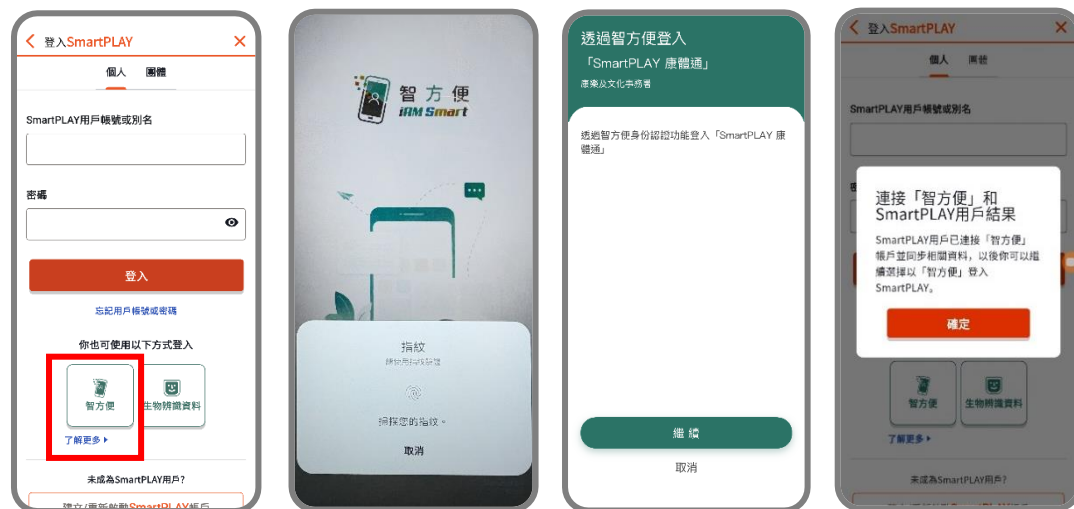 登入SmartPLAY
個人 團體
SmartPLAY用戶帳號或別名
密碼
登入
忘記用戶帳號或密碼
你也可使用以下方式登入
智方便 生物辨識資料
了解更多
未成為SmartPLAY用戶?
建立/重新啟動SmartPLAY帳戶
智方便
iAM Smart
指紋
掃描您的指紋。
取消
透過智方便登入
「SmartPLAY 康體通」
康樂及文化事務署
透過智方便身份認證功能登入「SmartPLAY 康
體通」
繼續
取消
登入SmartPLAY
個人 團體
SmartPLAY用戶帳號或別名
連接「智方便」和
SmartPLAY用戶結果
SmartPLAY用戶已連接「智方便」
帳戶並同步相關資料，以後你可以繼
續選擇以「智方便」登入
SmartPLAY。
確定
智方便 生物辨識資料
了解更多
未成為SmartPLAY用戶?